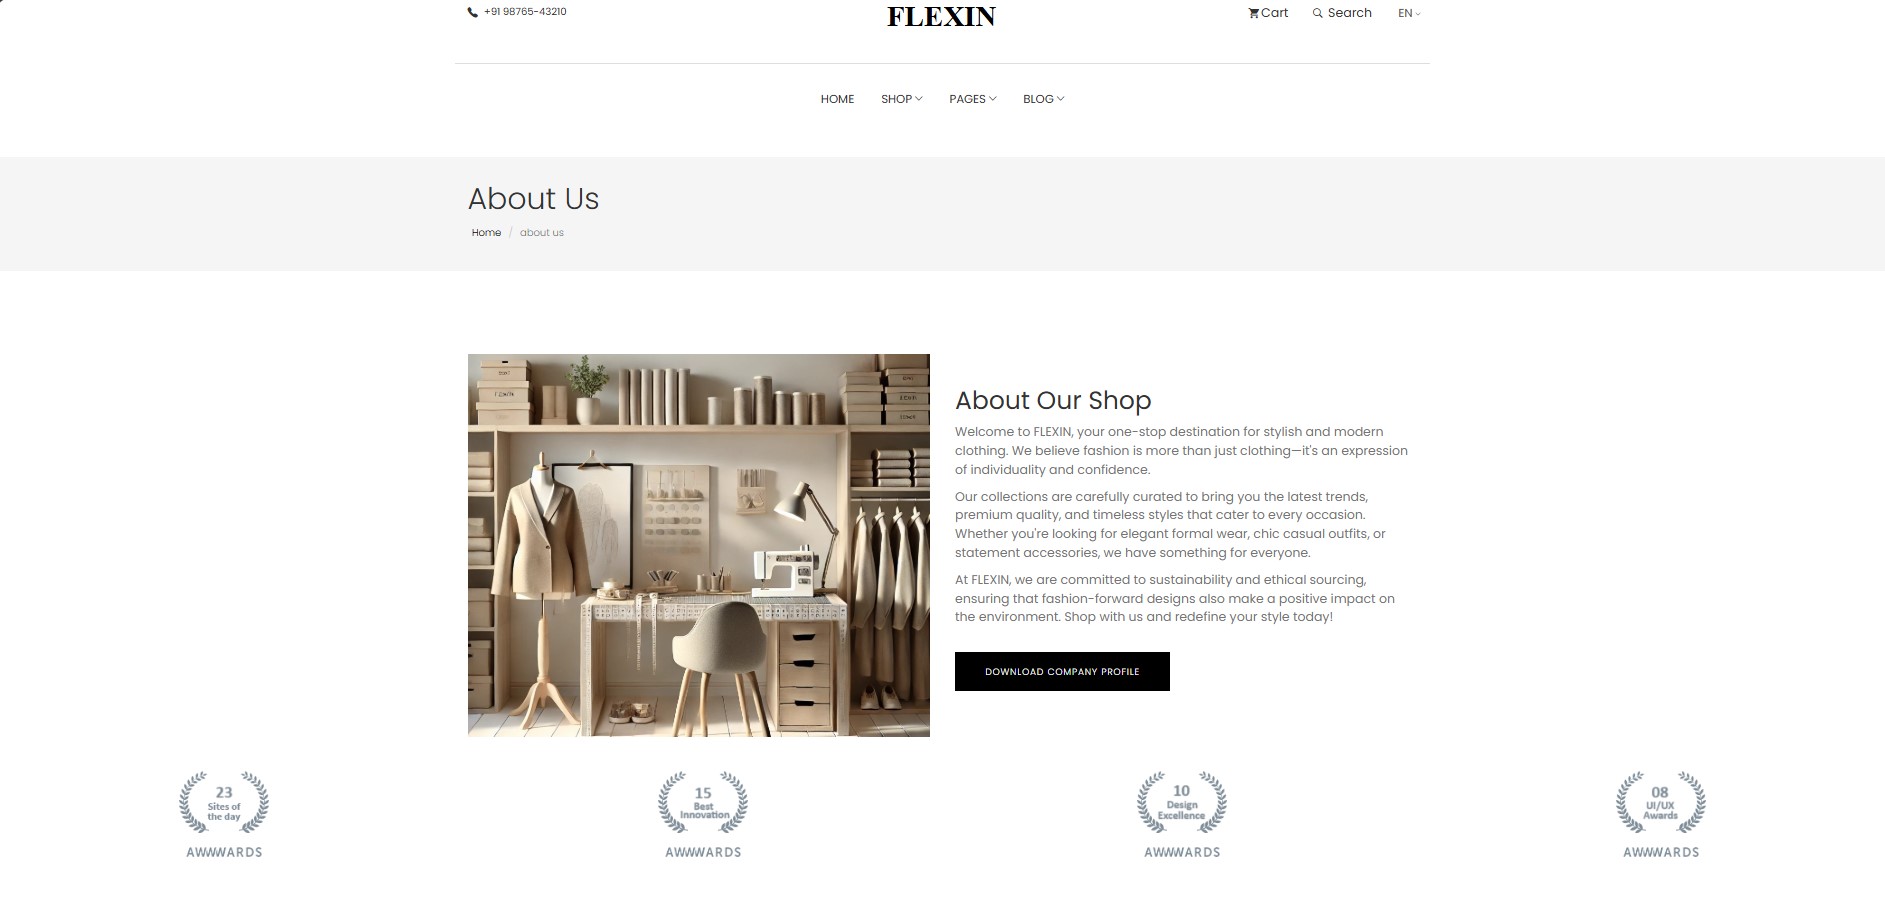 +91 98765-43210
FLEXIN
Cart
Search
EN
HOME
SHOP
PAGES
BLOG
About Us
Home / about us
About Our Shop
Welcome to FLEXIN, your one-stop destination for stylish and modern
clothing. We believe fashion is more than just clothing—it's an expression
of individuality and confidence.
Our collections are carefully curated to bring you the latest trends,
premium quality, and timeless styles that cater to every occasion.
Whether you're looking for elegant formal wear, chic casual outfits, or
statement accessories, we have something for everyone.
At FLEXIN, we are committed to sustainability and ethical sourcing,
ensuring that fashion-forward designs also make a positive impact on
the environment. Shop with us and redefine your style today!
DOWNLOAD COMPANY PROFILE
23
Sites of
the day
AWWWARDS
15
Best
Innovation
AWWWARDS
10
Design
Excellence
AWWWARDS
08
UI/UX
Awards
AWWWARDS